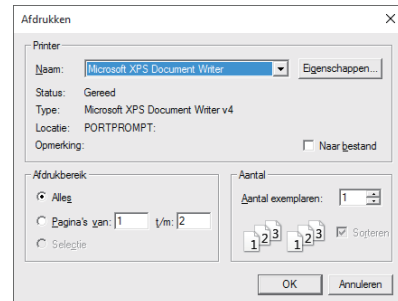 Afdrukken
Printer
Naam: Microsoft XPS Document Writer Eigenschappen...
Status: Gereed
Type: Microsoft XPS Document Writer v4
Locatie: PORTPROMPT:
Opmerking: Naar bestand
Afdrukbereik
Alles
Pagina's van: 1 t/m: 2
Selectie
Aantal
Aantal exemplaren: 1
1 2 3 1 2 3 Sorteren
OK Annuleren